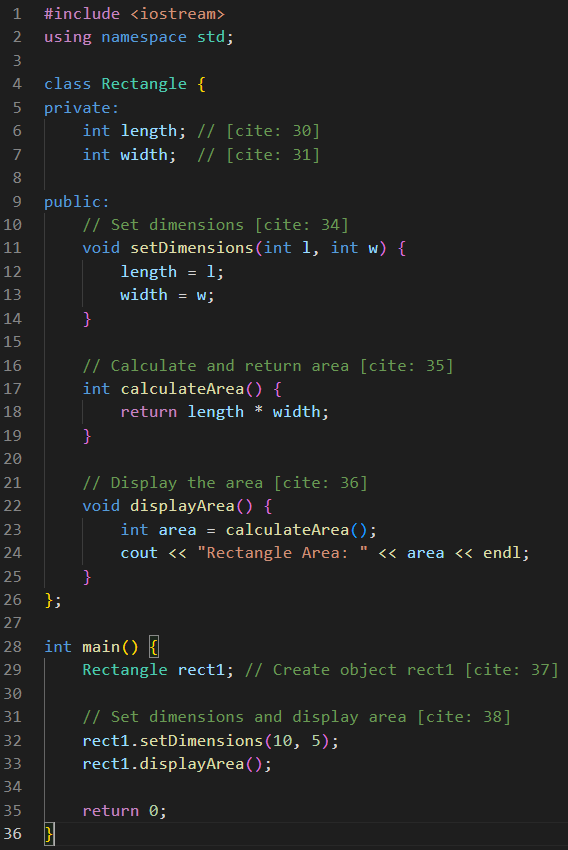 1 #include <iostream>
2 using namespace std;
3
4 class Rectangle {
5 private:
6     int length; // [cite: 30]
7     int width;  // [cite: 31]
8
9 public:
10     // Set dimensions [cite: 34]
11     void setDimensions(int l, int w) {
12         length = l;
13         width = w;
14     }
15
16     // Calculate and return area [cite: 35]
17     int calculateArea() {
18         return length * width;
19     }
20
21     // Display the area [cite: 36]
22     void displayArea() {
23         int area = calculateArea();
24         cout << "Rectangle Area: " << area << endl;
25     }
26 };
27
28 int main() {
29     Rectangle rect1; // Create object rect1 [cite: 37]
30
31     // Set dimensions and display area [cite: 38]
32     rect1.setDimensions(10, 5);
33     rect1.displayArea();
34
35     return 0;
36 }